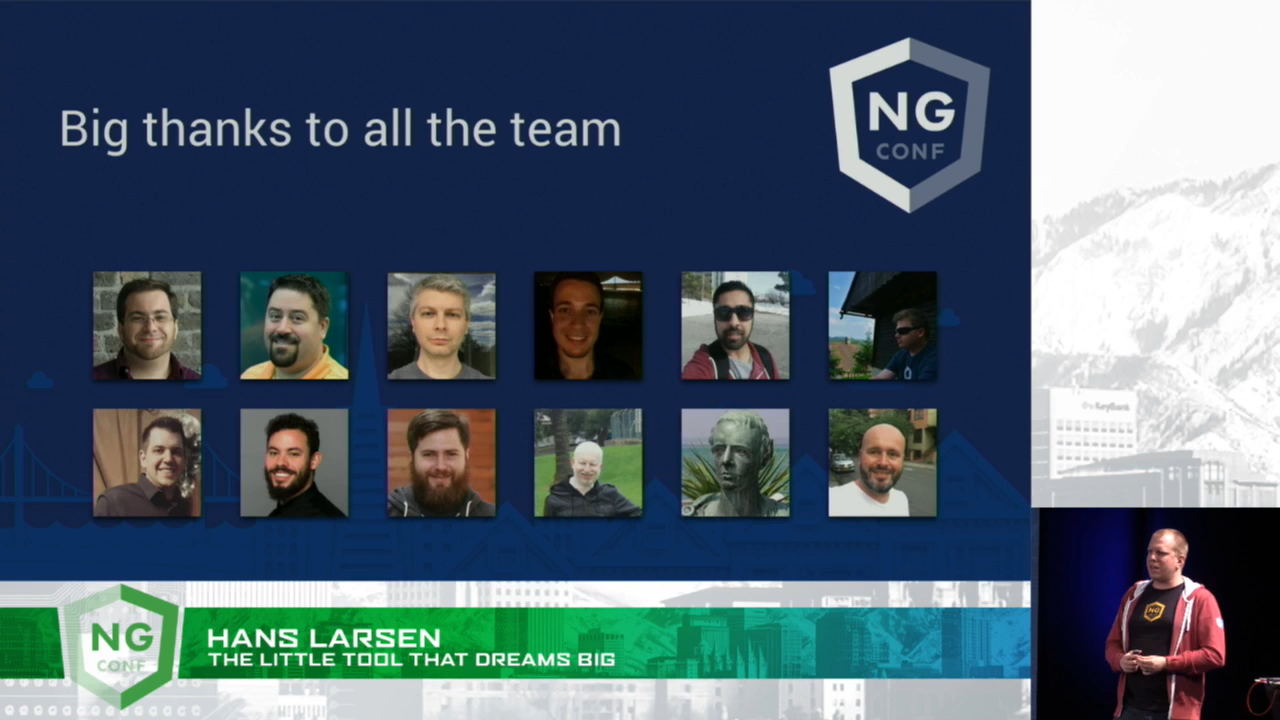 Big thanks to all the team
NG
CONF
KeyBank
NG
CONF
HANS LARSEN
THE LITTLE TOOL THAT DREAMS BIG